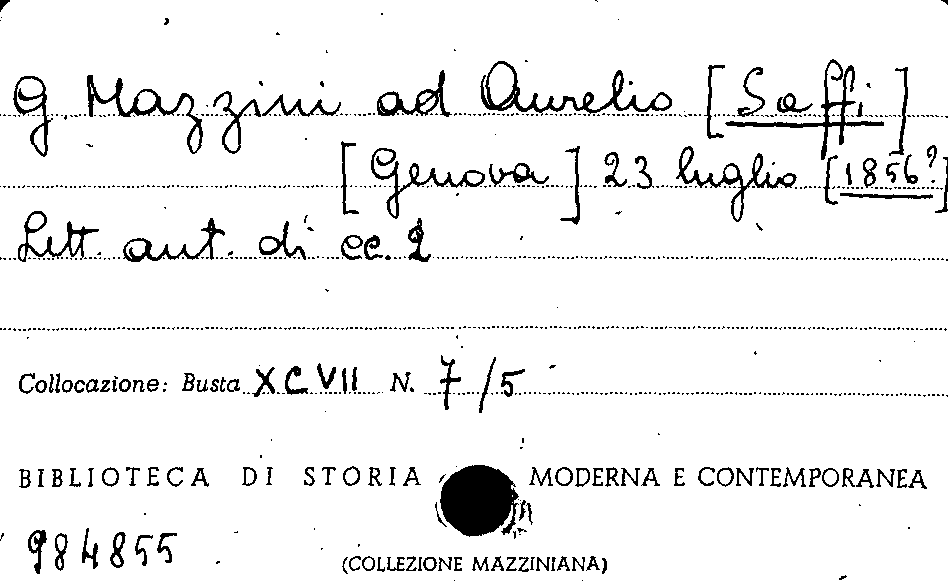 G. Mazzini ad Aurelio [Saffi]
[Genova] 23 luglio [1856?]
Lett. aut. di cc. 2
Collocazione: Busta XCVII N. 7/5
BIBLIOTECA DI STORIA MODERNA E CONTEMPORANEA
984855
(COLLEZIONE MAZZINIANA)